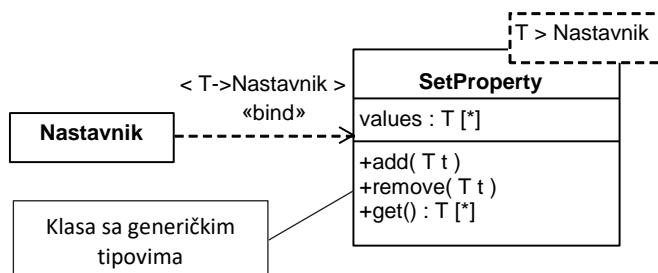 T > Nastavnik
< T->Nastavnik >
«bind»
SetProperty
Nastavnik
values : T [*]
+add( T t )
+remove( T t )
+get() : T [*]
Klasa sa generičkim
tipovima